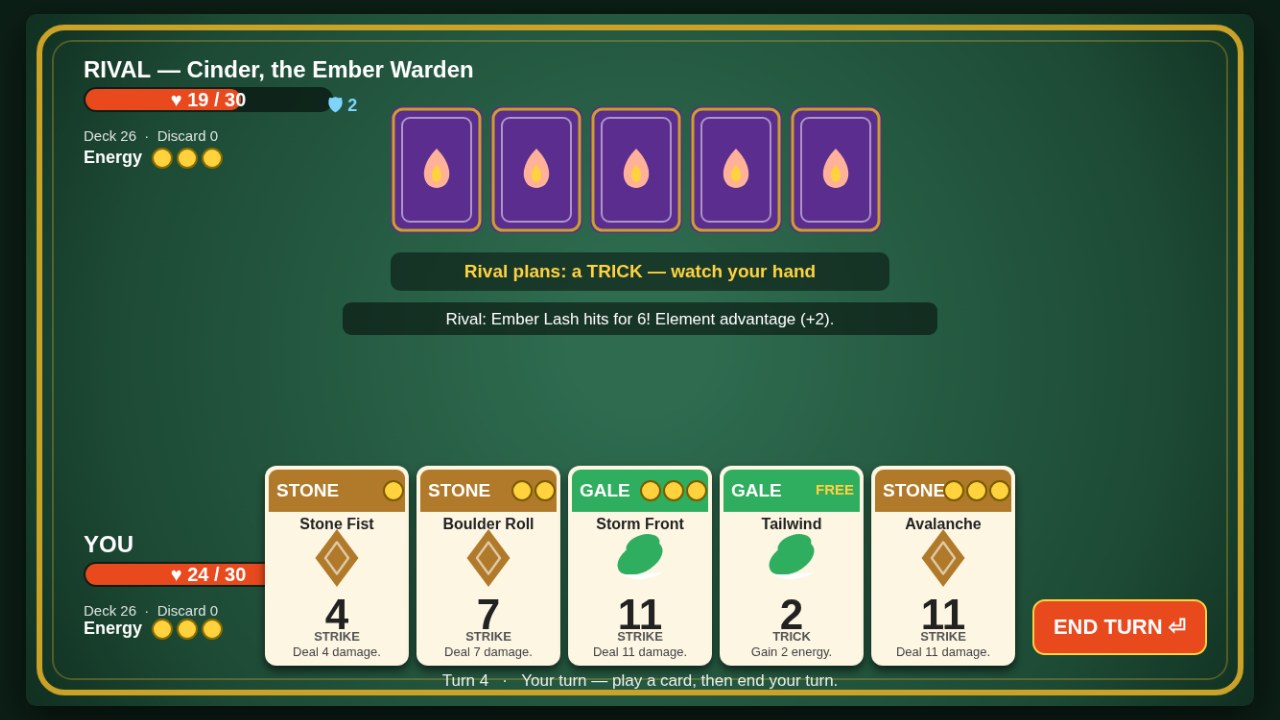 RIVAL — Cinder, the Ember Warden
♥ 19 / 30
2
Deck 26 · Discard 0
Energy
Rival plans: a TRICK — watch your hand
Rival: Ember Lash hits for 6! Element advantage (+2).
YOU
♥ 24 / 30
Deck 26 · Discard 0
Energy
STONE
Stone Fist
4
STRIKE
Deal 4 damage.
STONE
Boulder Roll
7
STRIKE
Deal 7 damage.
GALE
Storm Front
11
STRIKE
Deal 11 damage.
GALE FREE
Tailwind
2
TRICK
Gain 2 energy.
STONE
Avalanche
11
STRIKE
Deal 11 damage.
END TURN ⏎
Turn 4 · Your turn — play a card, then end your turn.